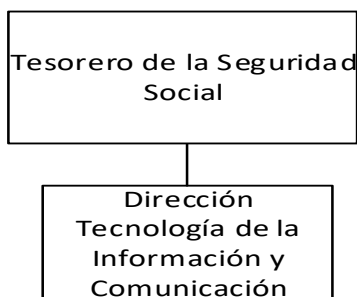 Tesorero de la Seguridad
Social
Dirección
Tecnología de la
Información y
Comunicación